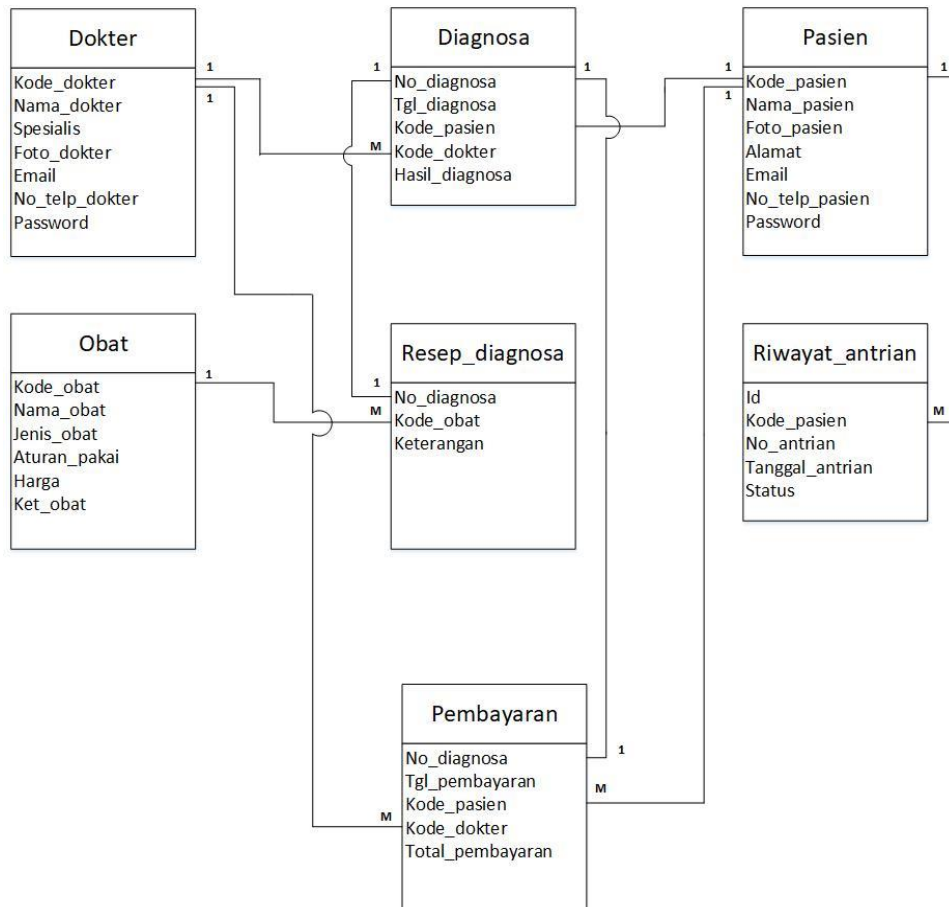 Dokter
Kode_dokter
Nama_dokter
Spesialis
Foto_dokter
Email
No_telp_dokter
Password
1
1
Diagnosa
No_diagnosa
Tgl_diagnosa
Kode_pasien
Kode_dokter
Hasil_diagnosa
1
M
1
Pasien
Kode_pasien
Nama_pasien
Foto_pasien
Alamat
Email
No_telp_pasien
Password
1
1
1
Obat
Kode_obat
Nama_obat
Jenis_obat
Aturan_pakai
Harga
Ket_obat
1
Resep_diagnosa
No_diagnosa
Kode_obat
Keterangan
1
M
Riwayat_antrian
Id
Kode_pasien
No_antrian
Tanggal_antrian
Status
M
Pembayaran
No_diagnosa
Tgl_pembayaran
Kode_pasien
Kode_dokter
Total_pembayaran
1
M
M